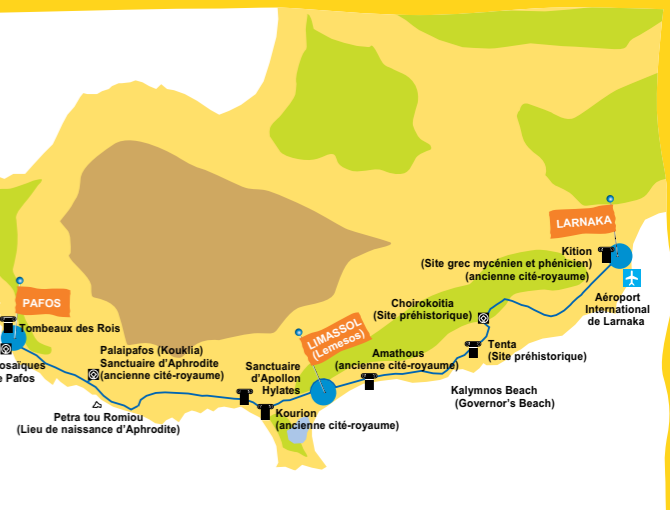 LARNAKA
Kition
(Site grec mycénien et phénicien)
(ancienne cité-royaume)
Aéroport
International
de Larnaka
Choirokoitia
(Site préhistorique)
PAFOS
Tombeaux des Rois
LIMASSOL
(Lemesos)
Amathous
(ancienne cité-royaume)
Tenta
(Site préhistorique)
Palaipafos (Kouklia)
Sanctuaire d'Aphrodite
(ancienne cité-royaume)
osaïques
e Pafos
Sanctuaire
d'Apollon
Hylates
Kalymnos Beach
(Governor's Beach)
Petra tou Romiou
(Lieu de naissance d'Aphrodite)
Kourion
(ancienne cité-royaume)